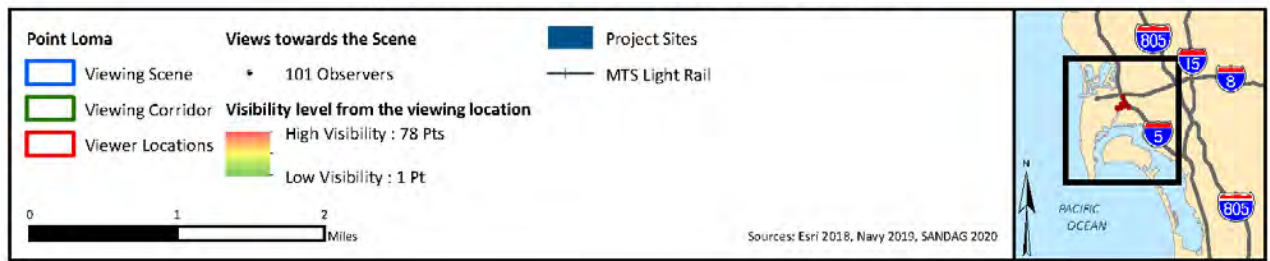 Point Loma
Viewing Scene
Viewing Corridor
Viewer Locations
Views towards the Scene
101 Observers
Visibility level from the viewing location
High Visibility : 78 Pts
Low Visibility : 1 Pt
Project Sites
MTS Light Rail
0 1 2
Miles
Sources: Esri 2018, Navy 2019, SANDAG 2020
805
15
8
5
N
PACIFIC
OCEAN
805